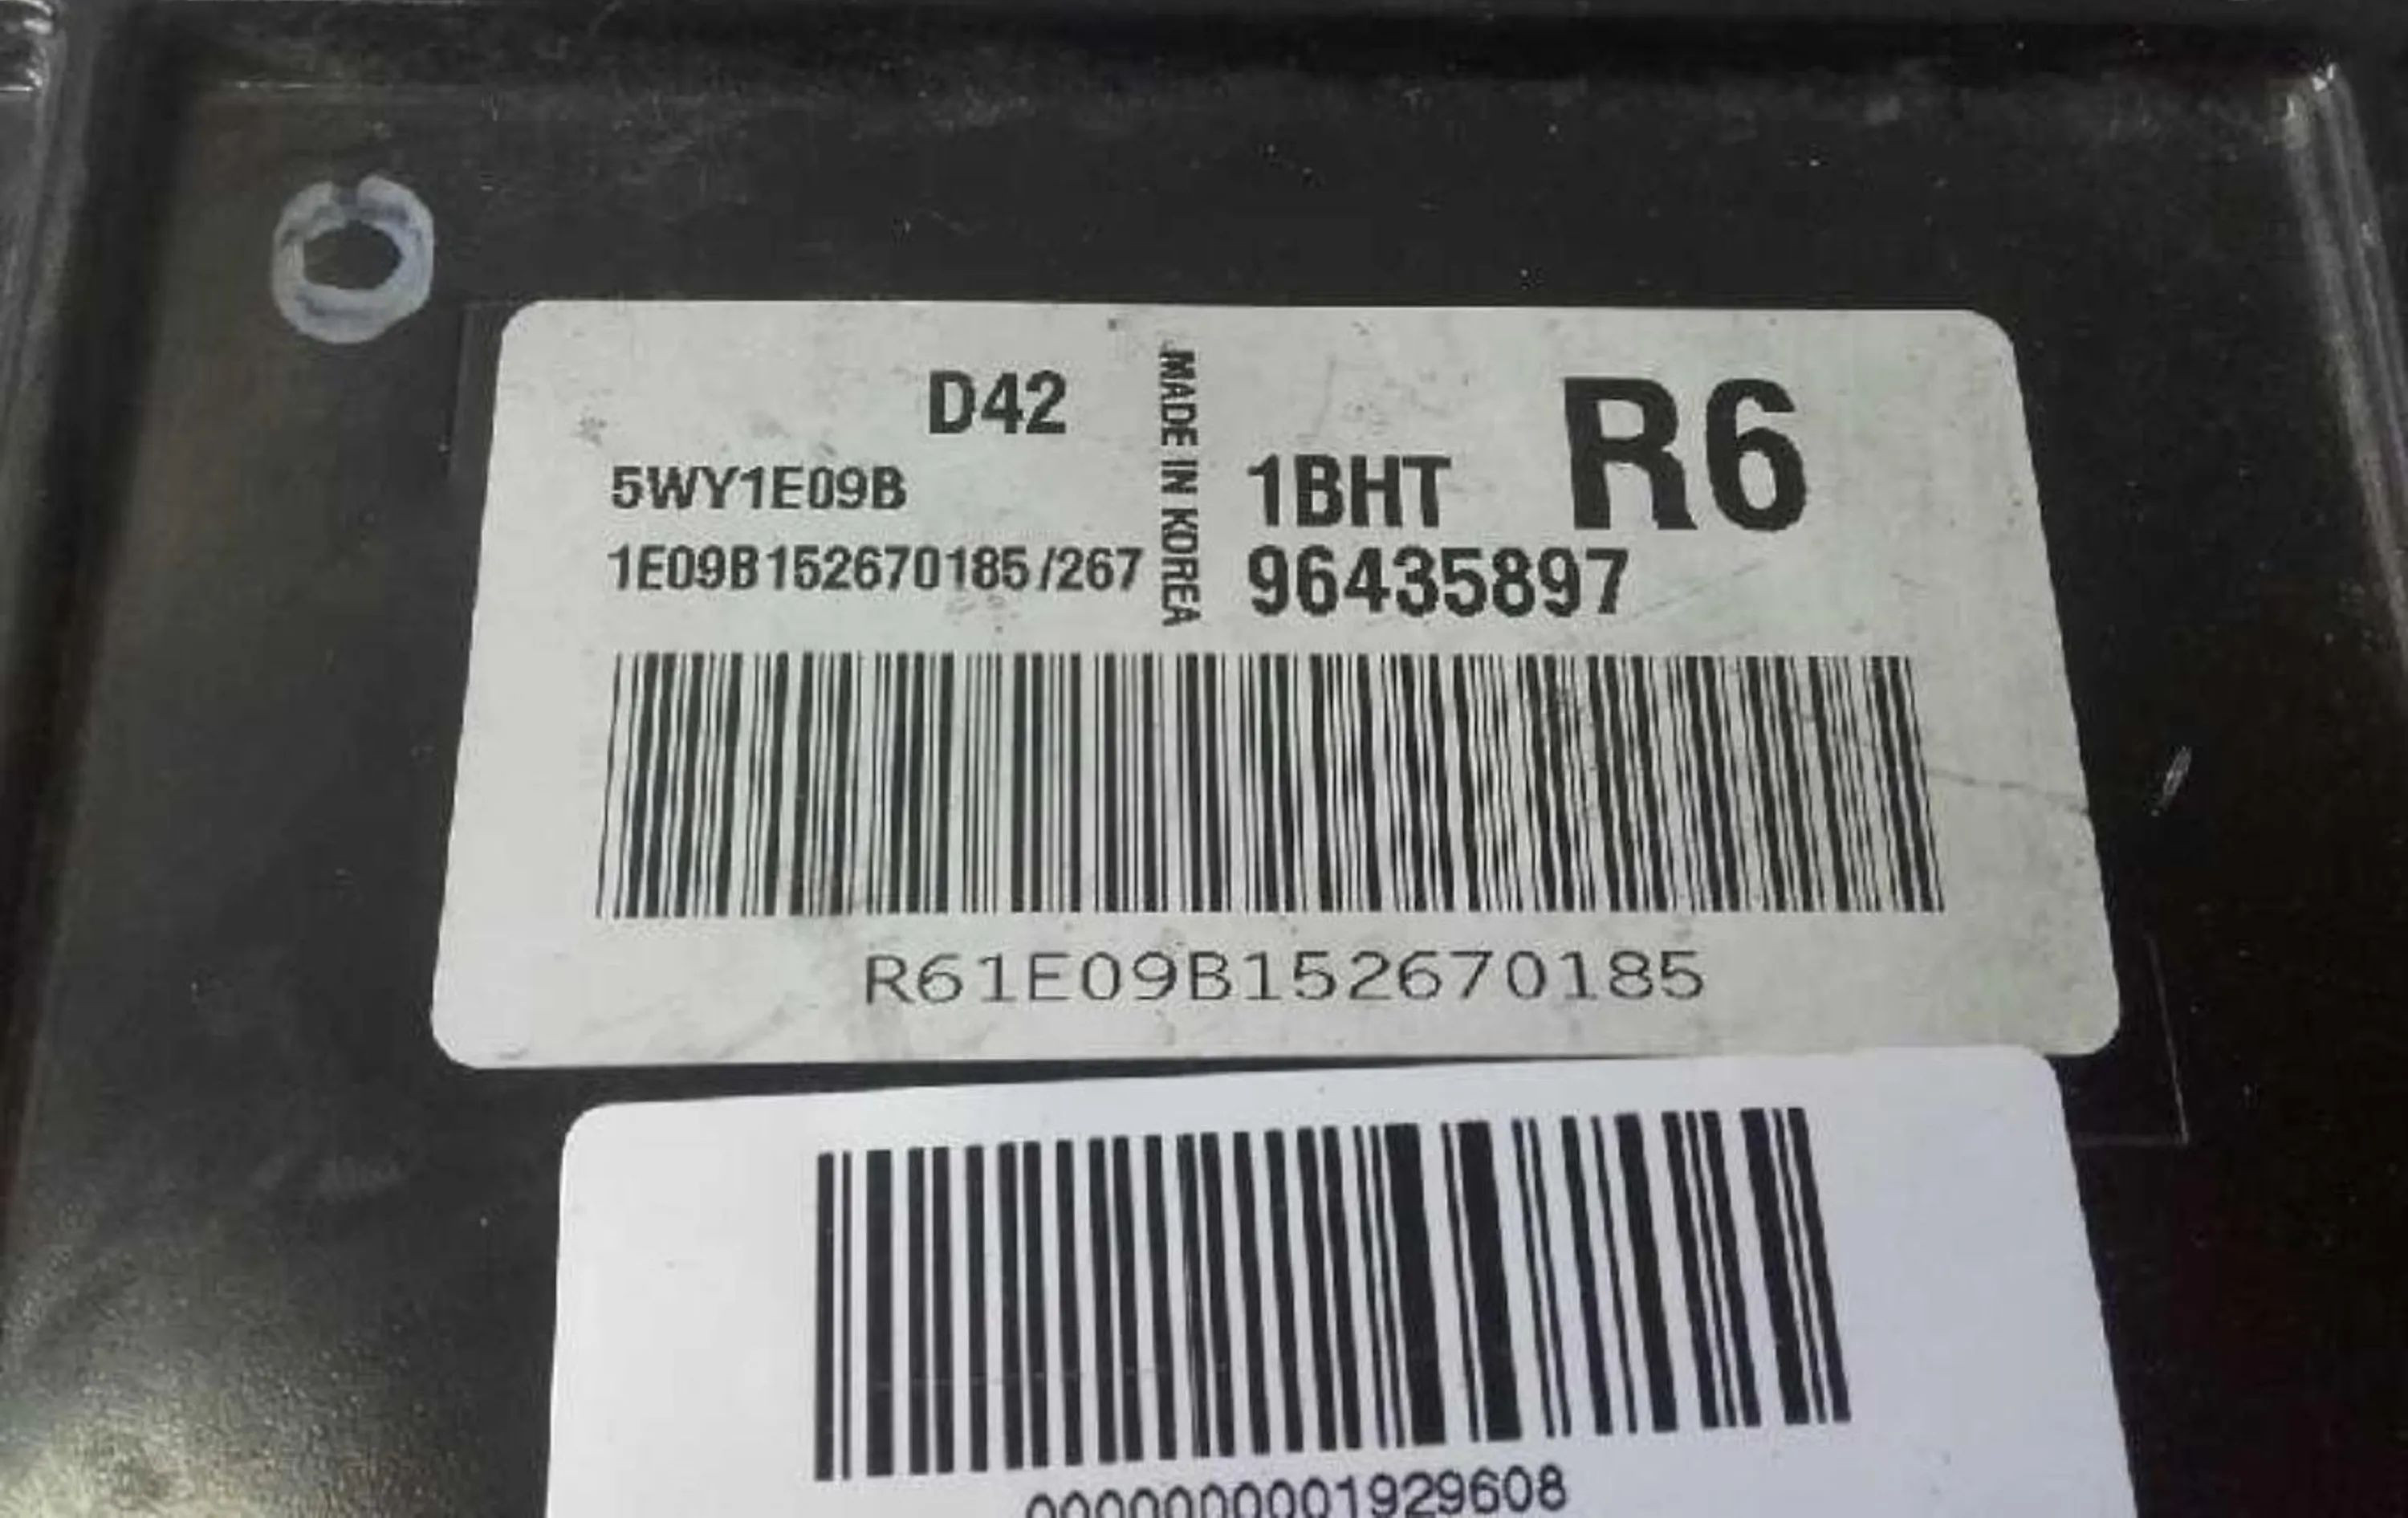 D42
5WY1E09B
1E09B152670185/267
MADE IN KOREA
R6
1BHT
96435897
R61E09B152670185
0000000001929608